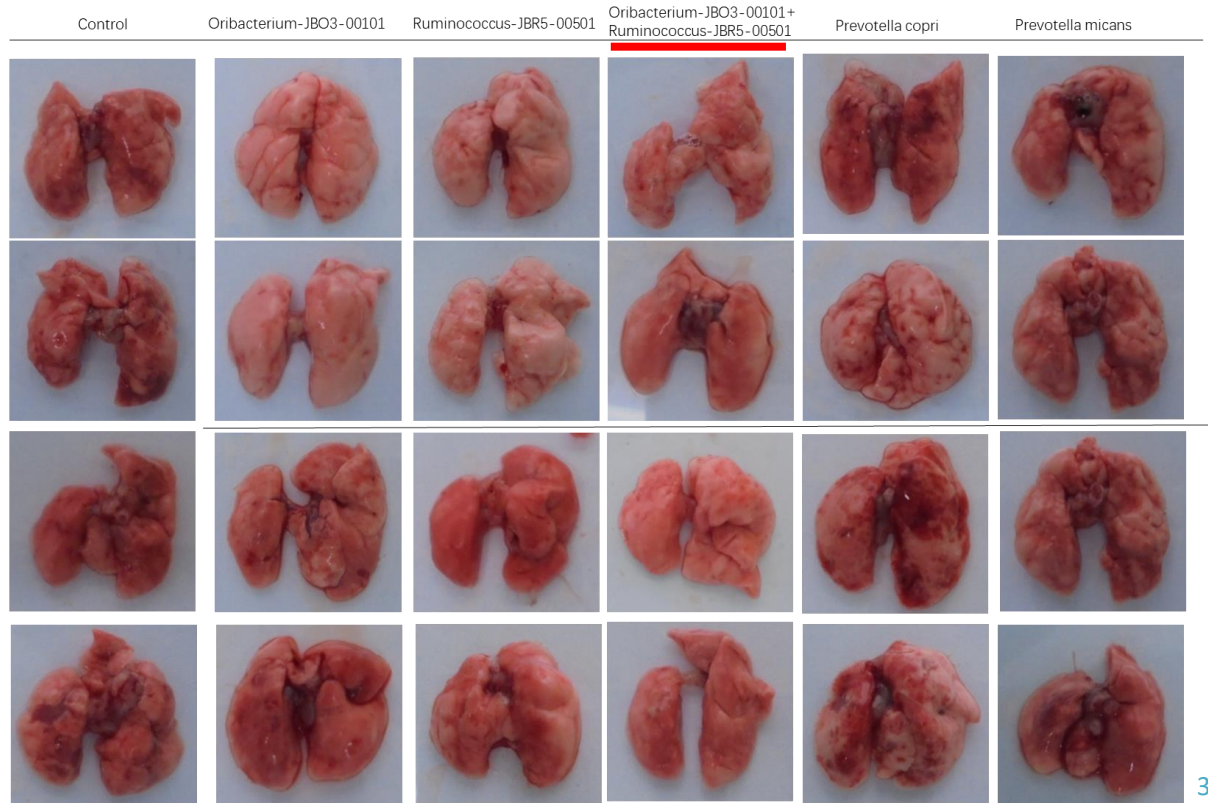 Control
Oribacterium-JBO3-00101
Ruminococcus-JBR5-00501
Oribacterium-JBO3-00101+
Ruminococcus-JBR5-00501
Prevotella copri
Prevotella micans
3